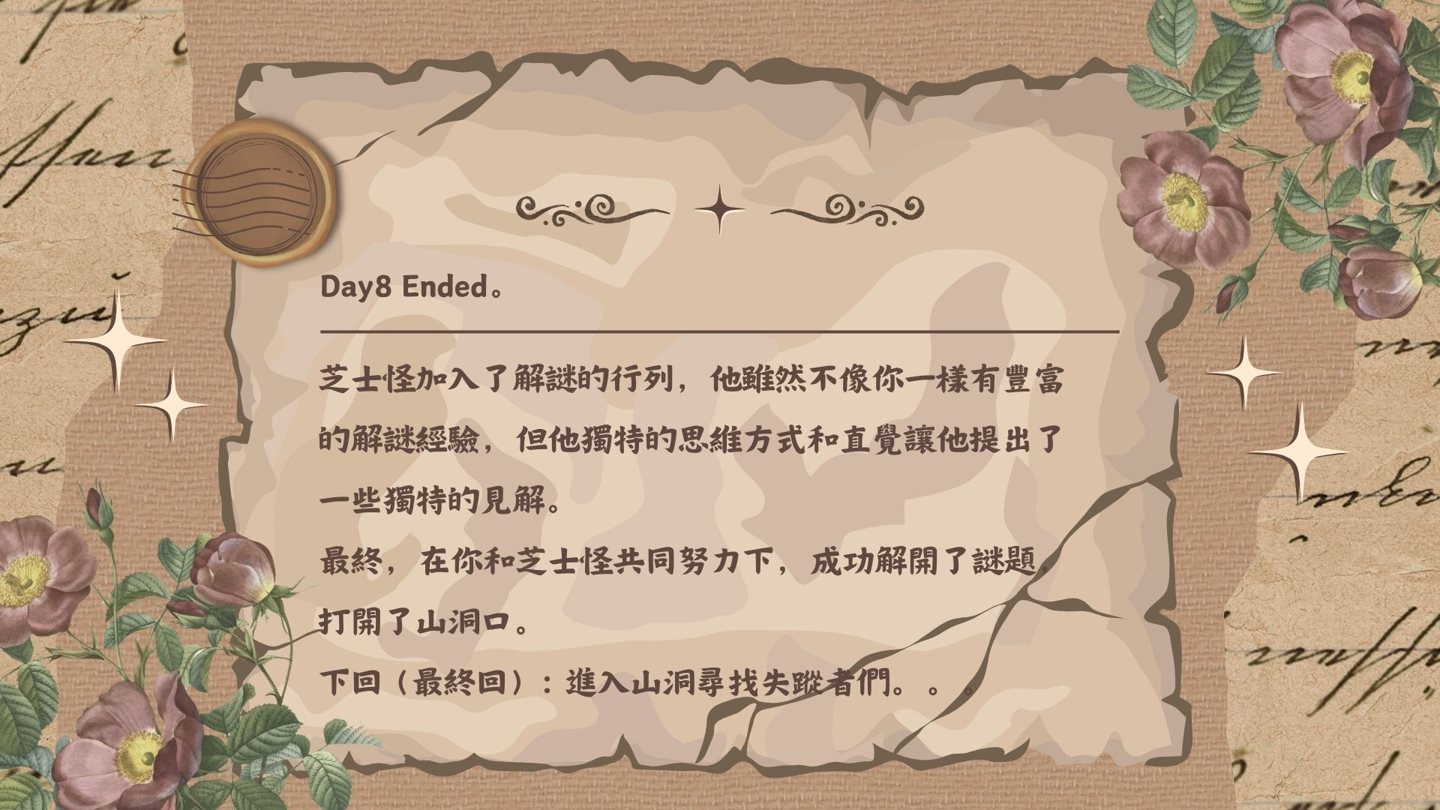 Day8 Ended。
芝士怪加入了解謎的行列，他雖然不像你一樣有豐富
的解謎經驗，但他獨特的思維方式和直覺讓他提出了
一些獨特的見解。
最終，在你和芝士怪共同努力下，成功解開了謎題。
打開了山洞口。
下回（最終回）：進入山洞尋找失蹤者們。。。